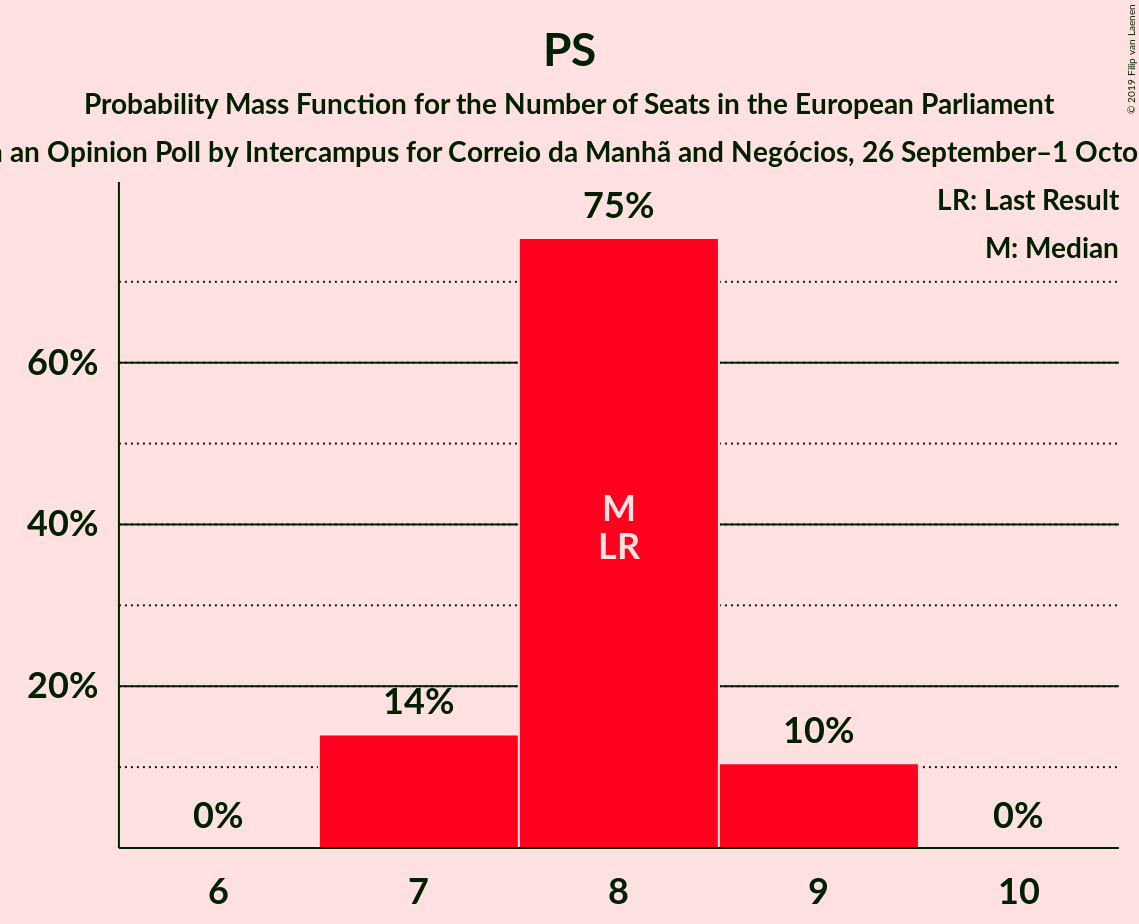 PS
Probability Mass Function for the Number of Seats in the European Parliament
an Opinion Poll by Intercampus for Correio da Manhã and Negócios, 26 September–1 Octo
© 2019 Filip van Laenen
LR: Last Result
M: Median
75%
60%
40%
20%
M
LR
14%
10%
0%
0%
6
7
8
9
10